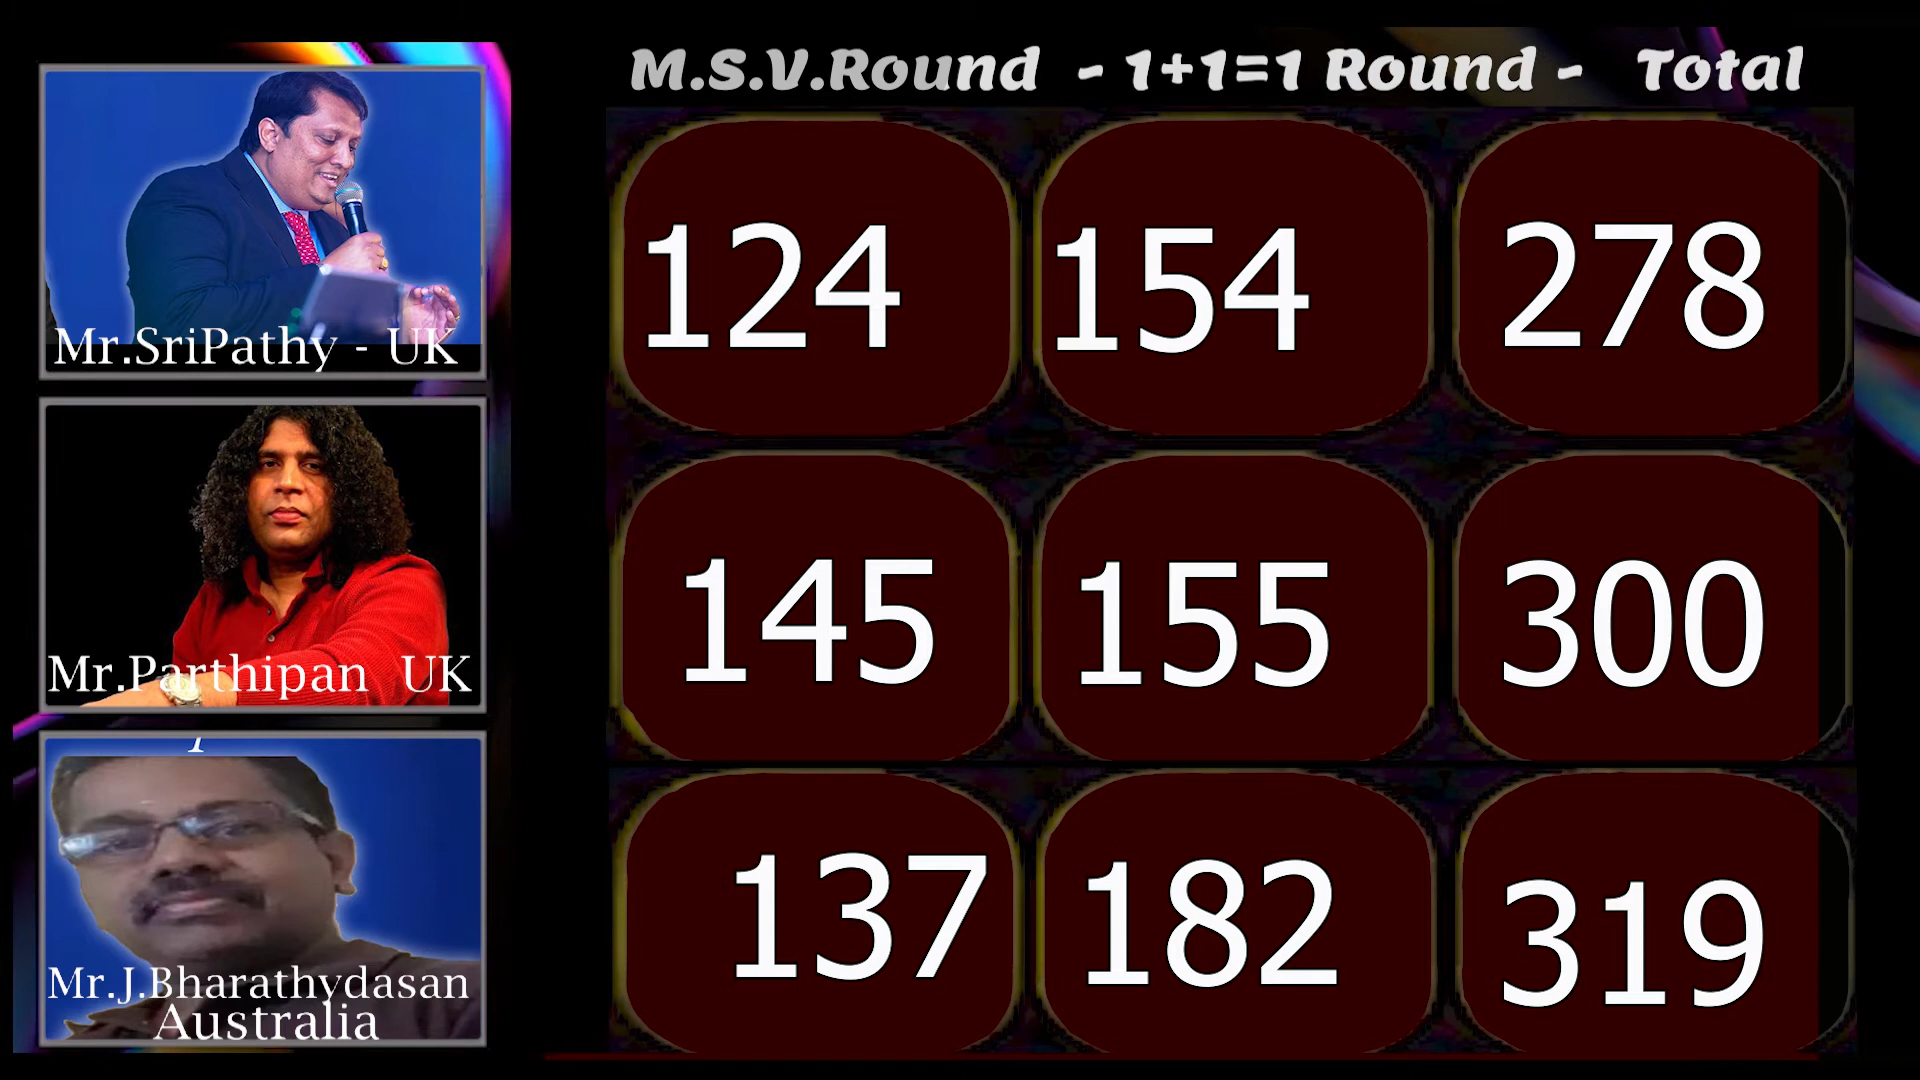 M.S.V.Round - 1+1=1 Round - Total
Mr.SriPathy - UK
124 154 278
Mr.Parthipan UK
145 155 300
Mr.J.Bharathydasan
Australia
137 182 319